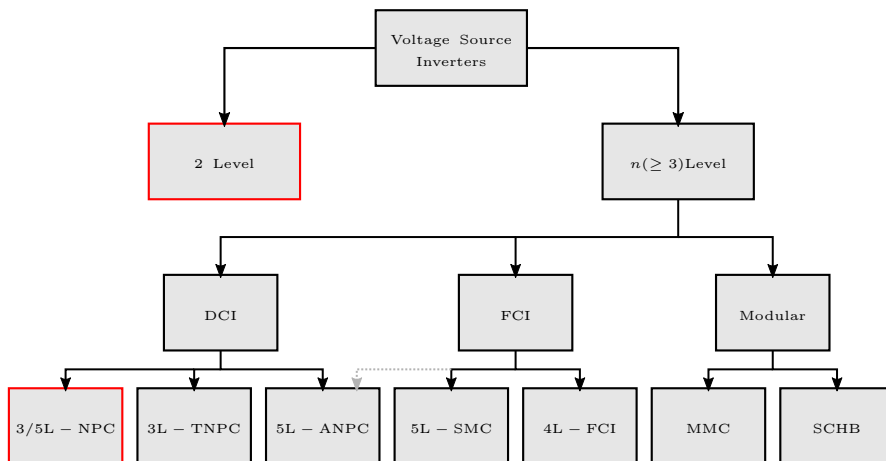 Voltage Source
Inverters
2 Level
n(≥ 3)Level
DCI
FCI
Modular
3/5L − NPC
3L − TNPC
5L − ANPC
5L − SMC
4L − FCI
MMC
SCHB